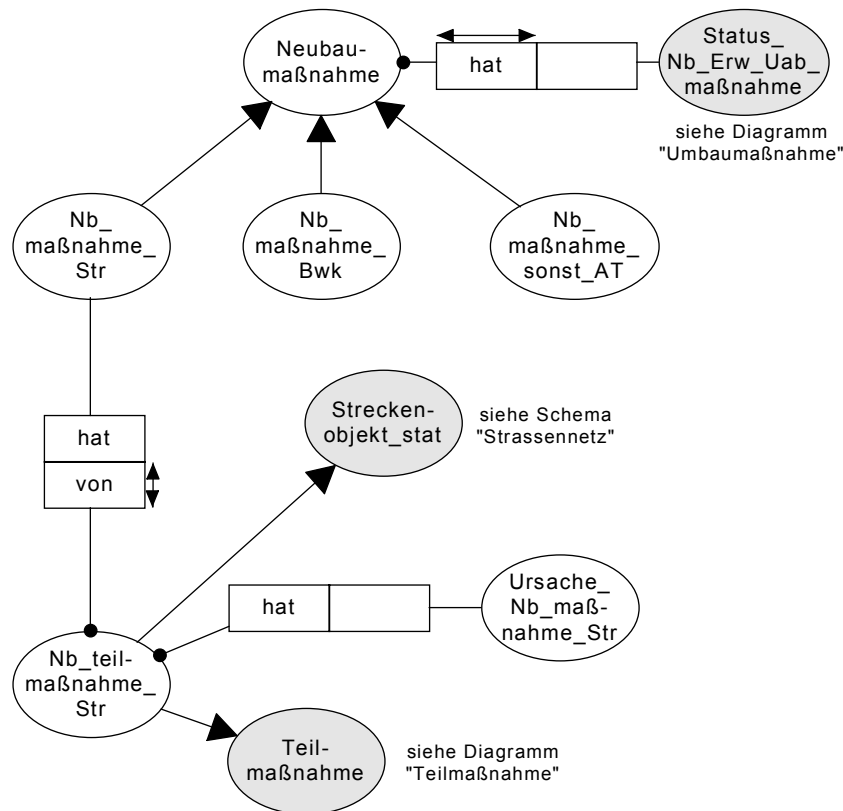 Neubau-
maßnahme
hat
Status_
Nb_Erw_Uab_
maßnahme
siehe Diagramm
"Umbaumaßnahme"
Nb_
maßnahme_
Str
Nb_
maßnahme_
Bwk
Nb_
maßnahme_
sonst_AT
Strecken-
objekt_stat
siehe Schema
"Strassennetz"
hat
von
hat
Ursache_
Nb_maß-
nahme_Str
Nb_teil-
maßnahme_
Str
Teil-
maßnahme
siehe Diagramm
"Teilmaßnahme"